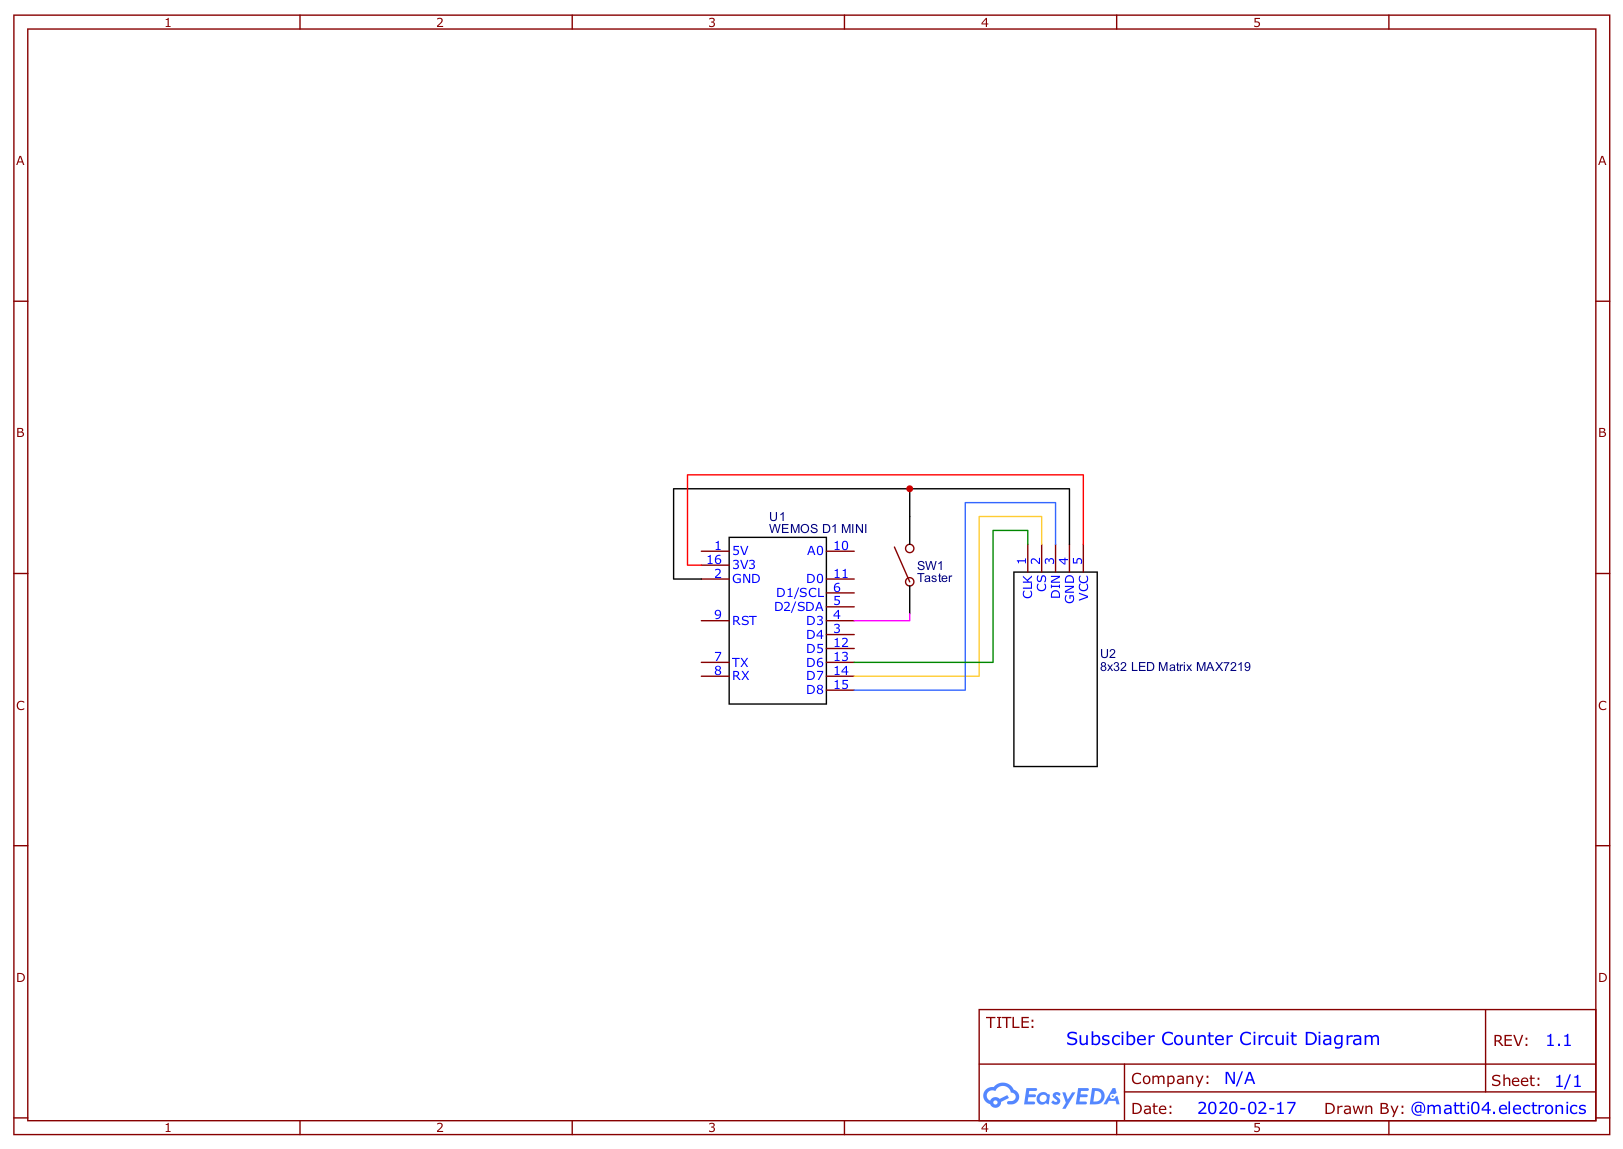 1 2 3 4 5
A A
B B
C C
D D
U1
WEMOS D1 MINI
1 5V A0 10
16 3V3
2 GND D0 11
D1/SCL 6
D2/SDA 5
9 RST D3 4
D4 3
D5 12
7 TX D6 13
8 RX D7 14
D8 15
SW1
Taster
1 2 3 4 5
CLK CS DIN GND VCC
U2
8x32 LED Matrix MAX7219
TITLE:
Subsciber Counter Circuit Diagram
REV: 1.1
EasyEDA
Company: N/A
Sheet: 1/1
Date: 2020-02-17 Drawn By: @matti04.electronics
1 2 3 4 5